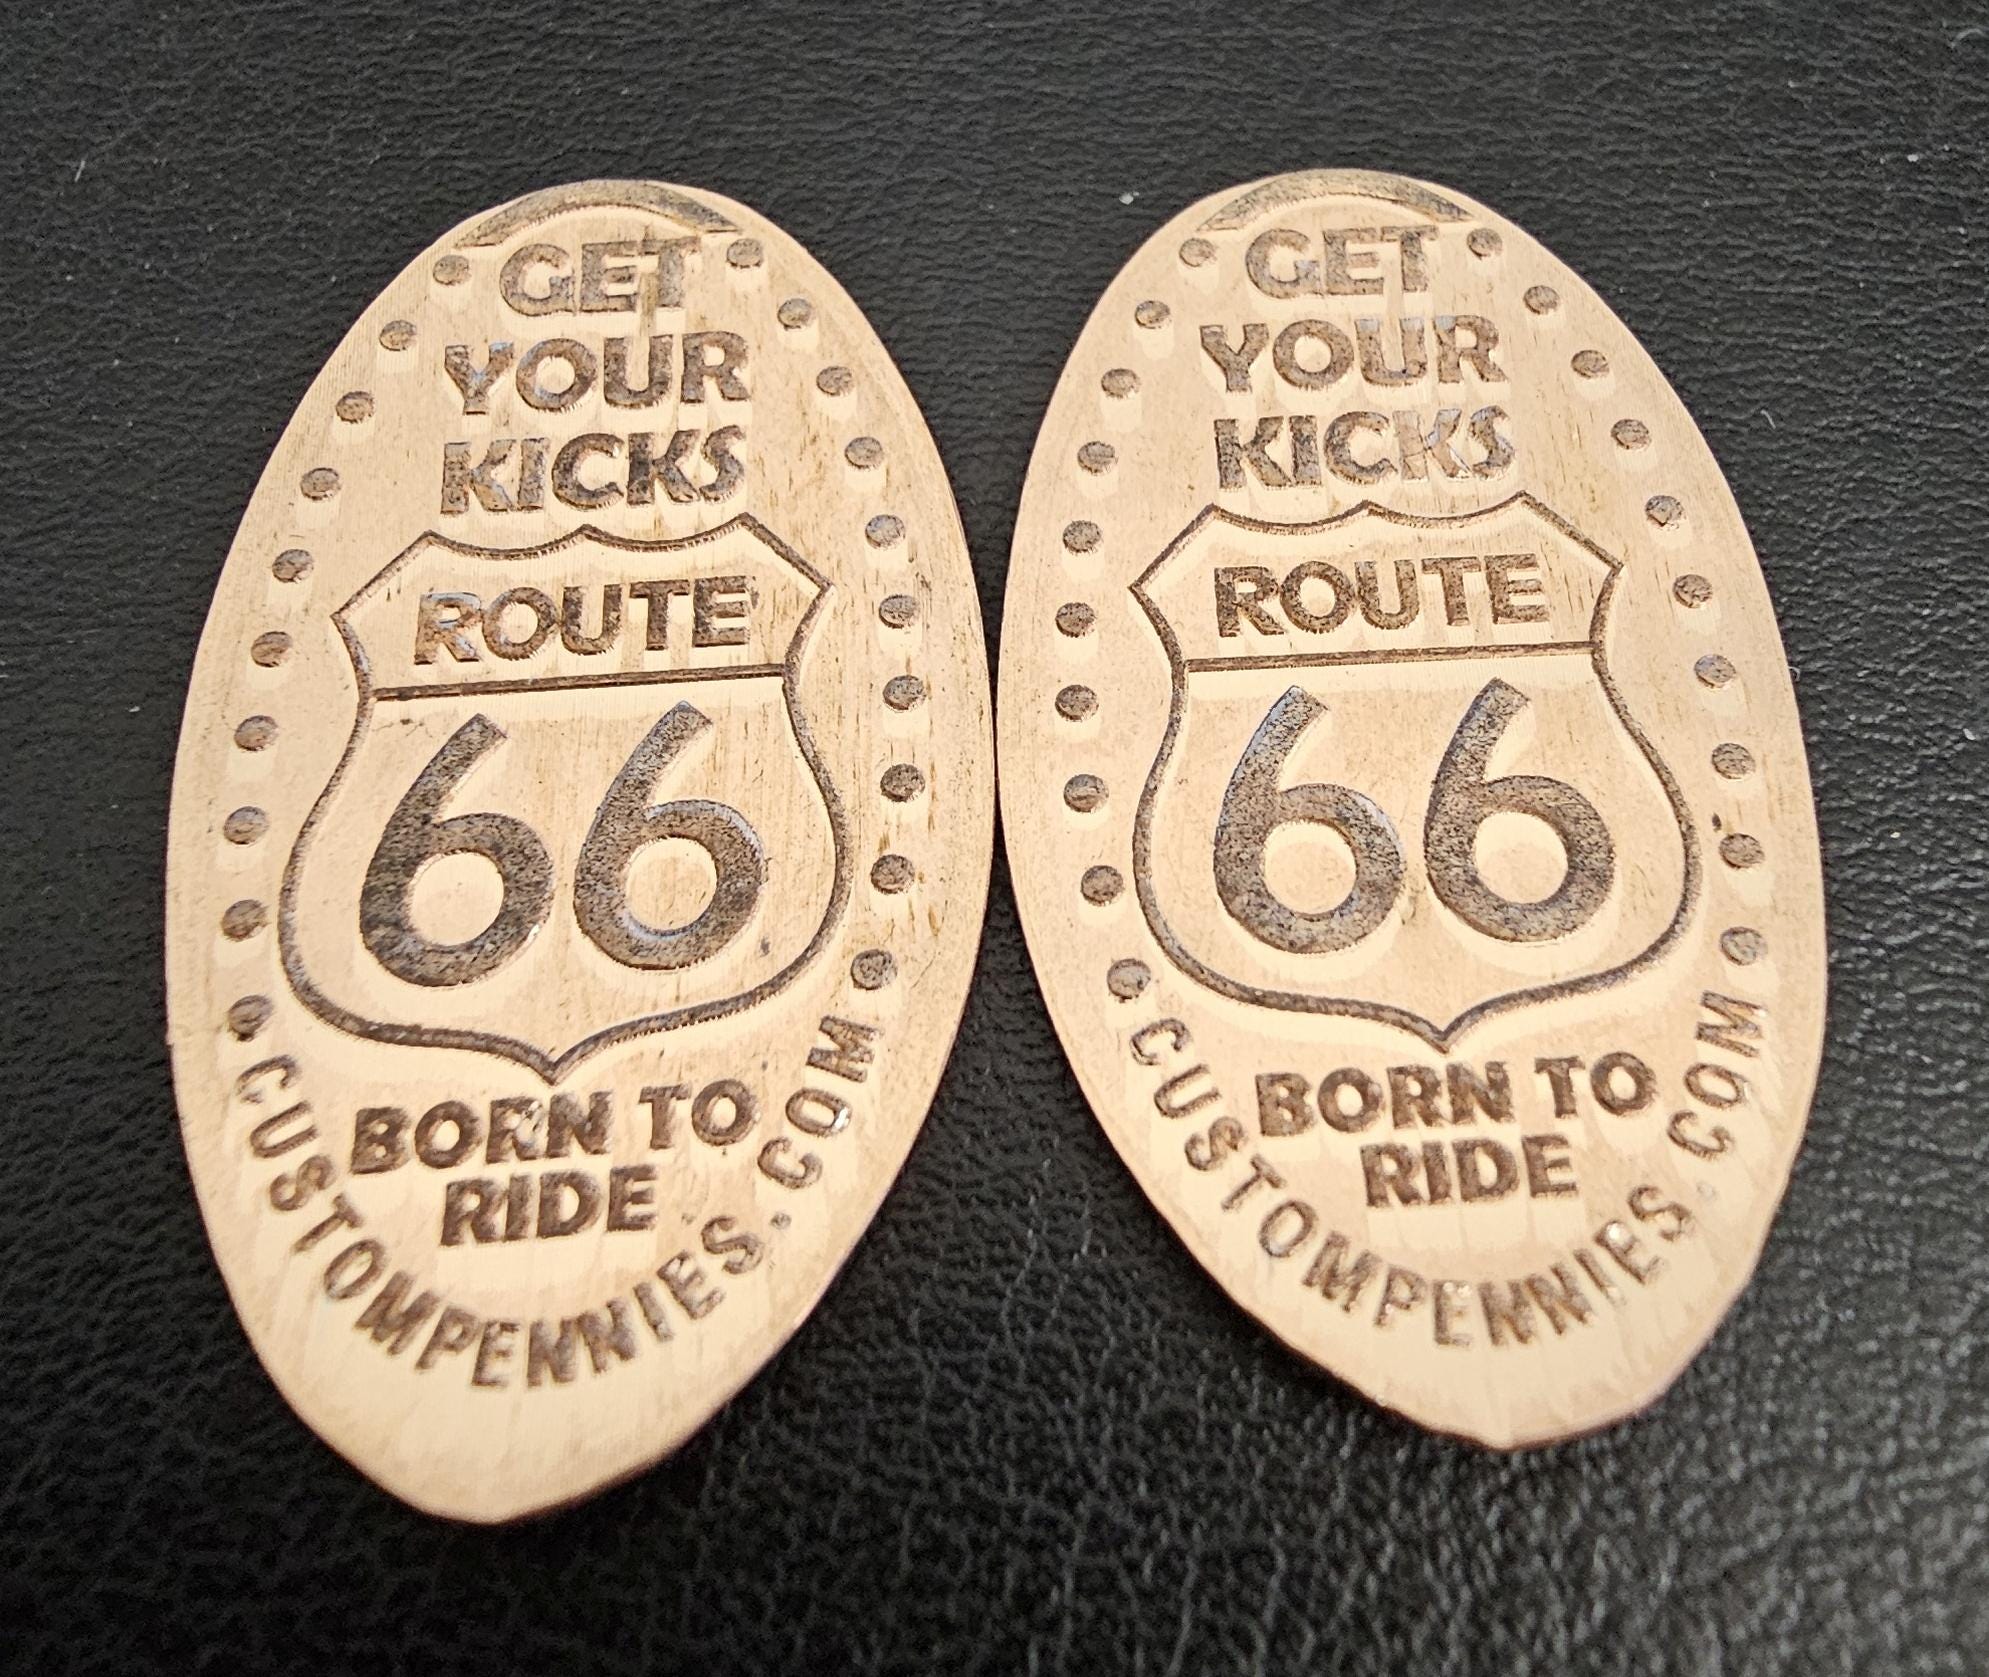 GET
YOUR
KICKS
ROUTE
66
BORN TO
RIDE
CUSTOMPENNIES.COM
GET
YOUR
KICKS
ROUTE
66
BORN TO
RIDE
CUSTOMPENNIES.COM